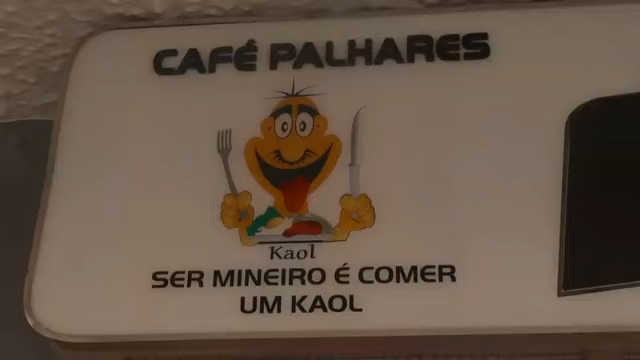 CAFÉ PALHARES
Kaol
SER MINEIRO É COMER
UM KAOL